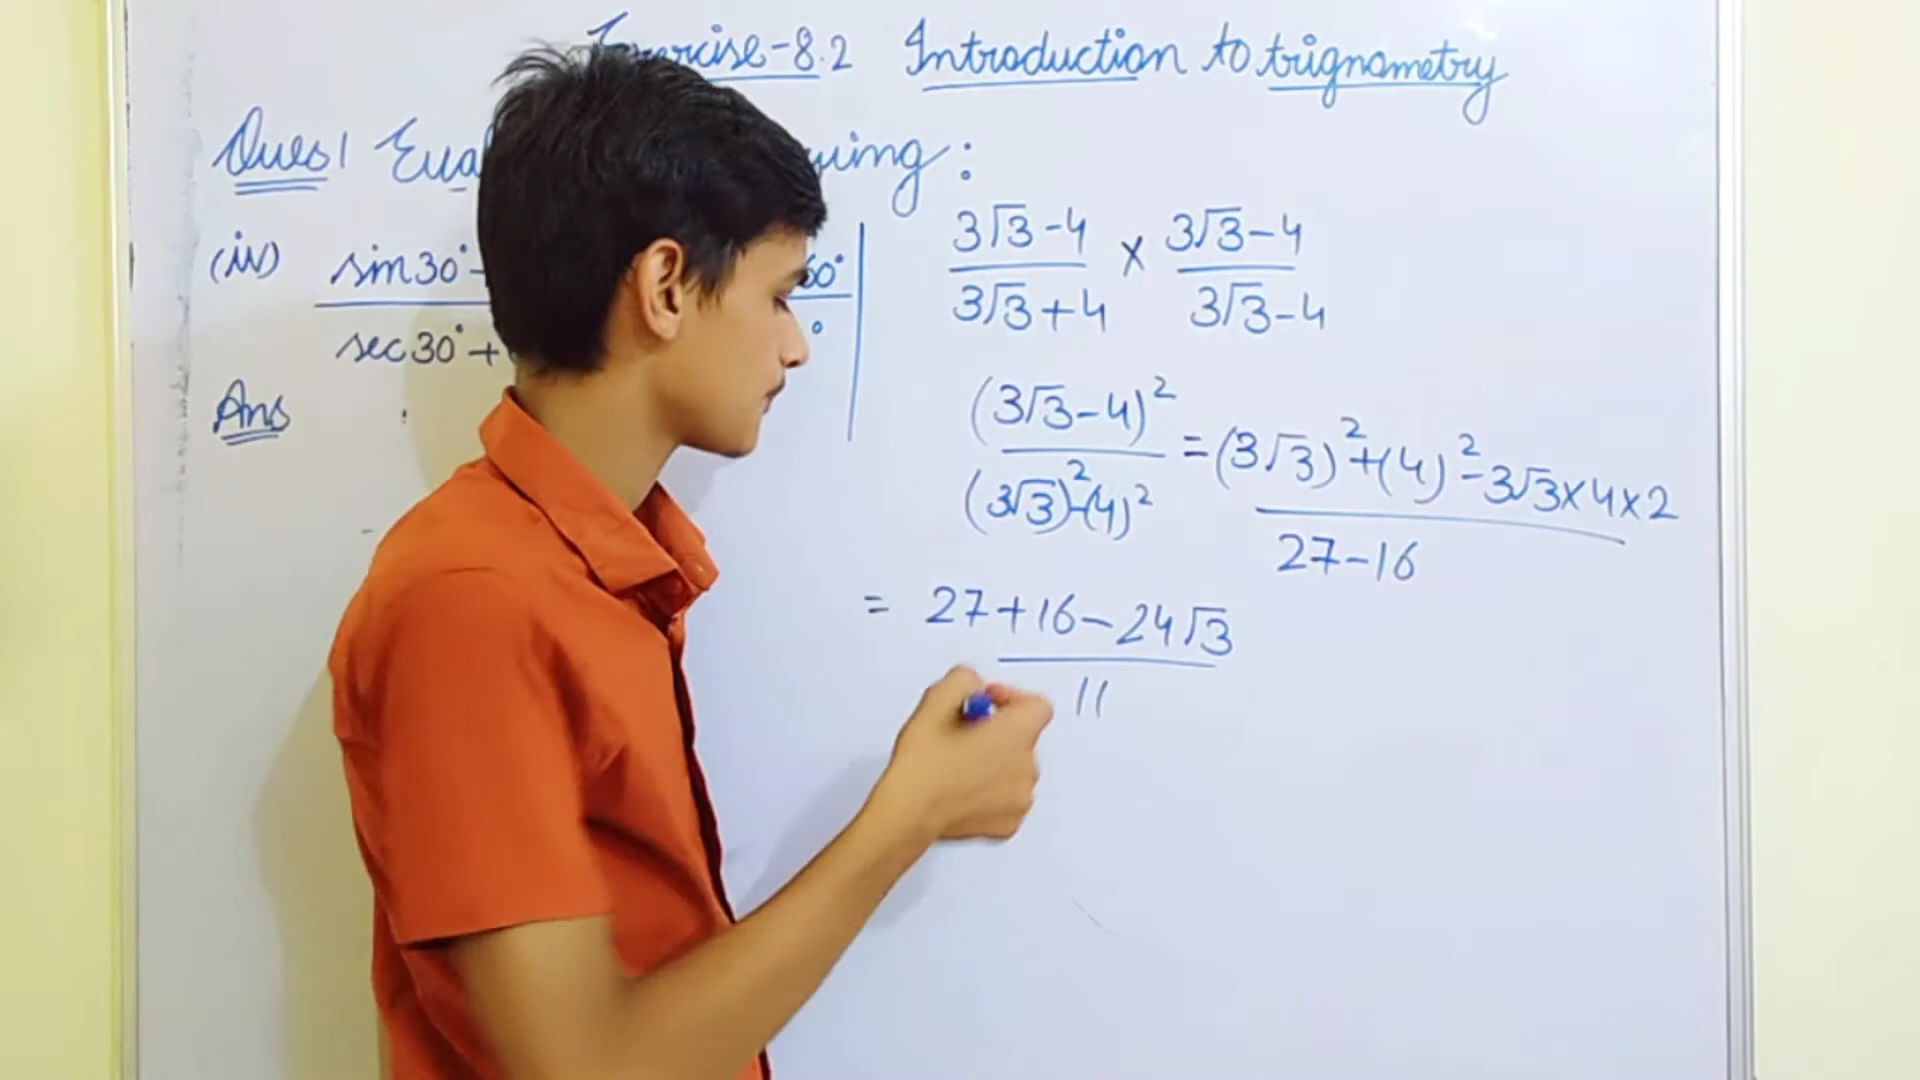 Exercise-8.2 Introduction to trignametry
Ques1 :
(iv) sin30° 60°
sec30°+ °
Ans
3√3-4 × 3√3-4
3√3+4 3√3-4
(3√3-4)² = (3√3)²+(4)²-3√3×4×2
(3√3)²-(4)² 27-16
= 27+16-24√3
11